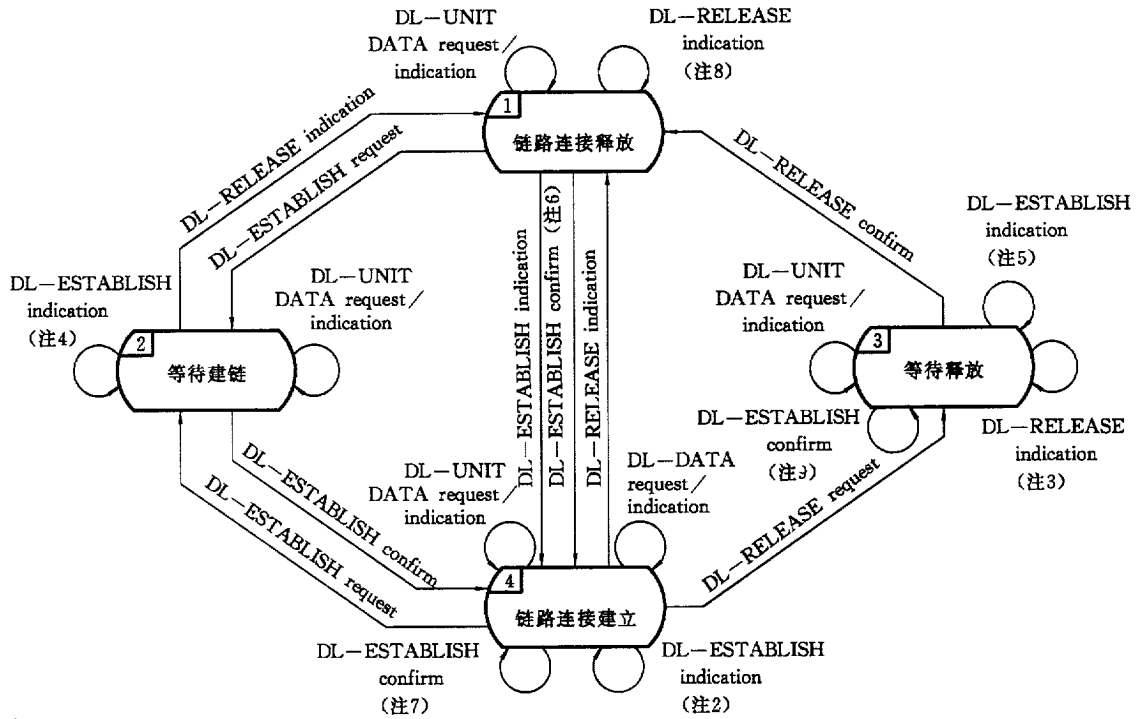 DL-UNIT
DATA request/
indication
DL-RELEASE
indication
(注8)
1
链路连接释放
DL-RELEASE indication
DL-ESTABLISH request
DL-RELEASE confirm
DL-ESTABLISH indication
DL-ESTABLISH confirm (注6)
DL-RELEASE indication
DL-ESTABLISH
indication
(注4)
DL-UNIT
DATA request/
indication
2
等待建链
DL-UNIT
DATA request/
indication
DL-ESTABLISH
indication
(注5)
3
等待释放
DL-ESTABLISH
confirm
DL-RELEASE
indication
(注3)
DL-ESTABLISH confirm
DL-ESTABLISH request
DL-UNIT
DATA request/
indication
DL-DATA
request/
indication
DL-RELEASE request
4
链路连接建立
DL-ESTABLISH
confirm
(注7)
DL-ESTABLISH
indication
(注2)